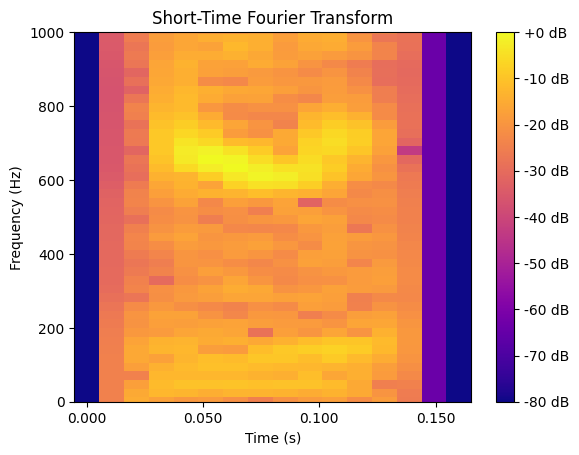 Short-Time Fourier Transform
1000
800
600
400
200
0
Frequency (Hz)
0.000
0.050
0.100
0.150
Time (s)
+0 dB
-10 dB
-20 dB
-30 dB
-40 dB
-50 dB
-60 dB
-70 dB
-80 dB